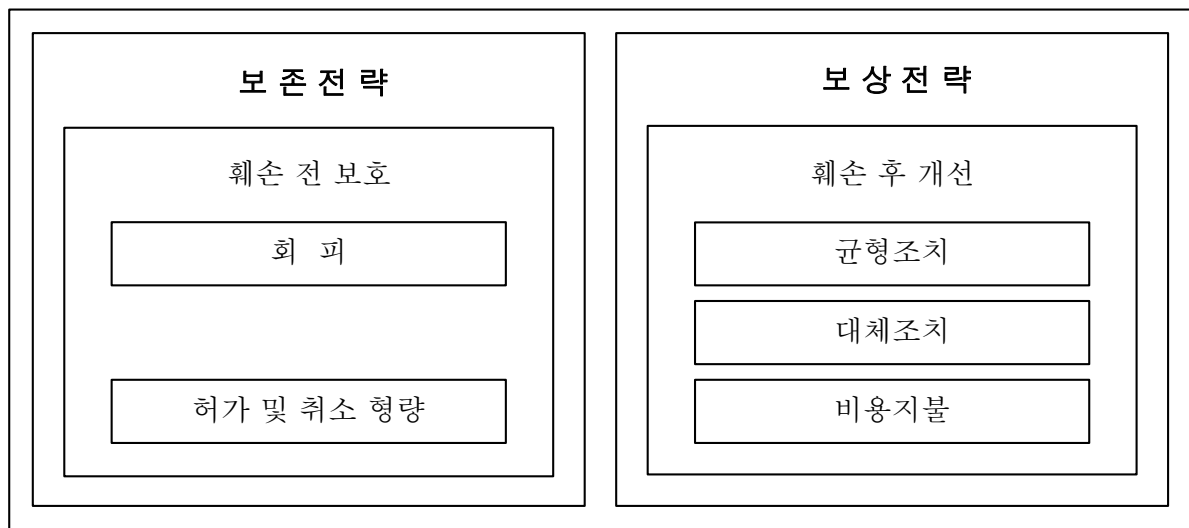 보 존 전 략
훼손 전 보호
회 피
허가 및 취소 형량
보 상 전 략
훼손 후 개선
균형조치
대체조치
비용지불